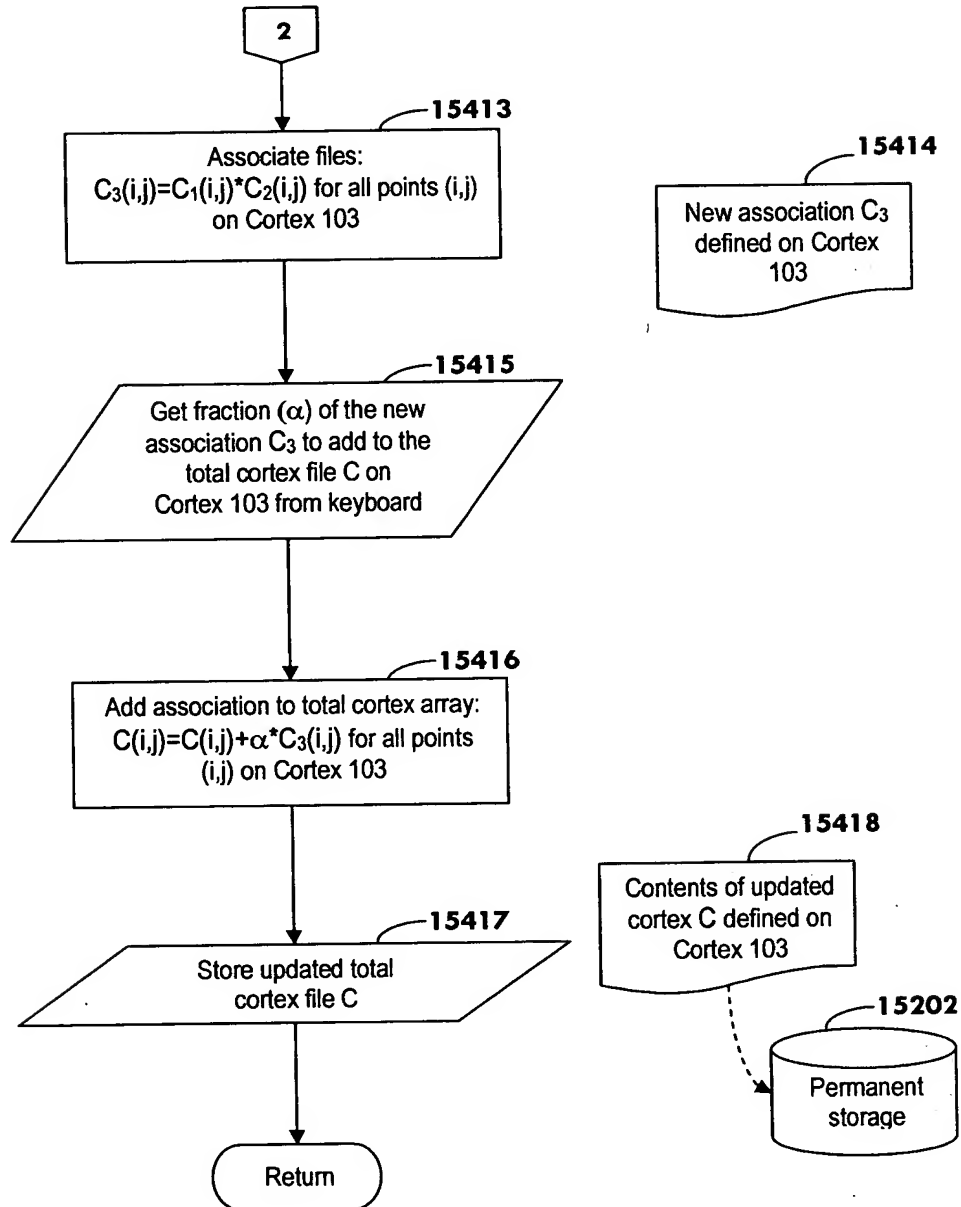 2
15413
Associate files:
C₃(i,j)=C₁(i,j)*C₂(i,j) for all points (i,j)
on Cortex 103
15414
New association C₃
defined on Cortex
103
15415
Get fraction (α) of the new
association C₃ to add to the
total cortex file C on
Cortex 103 from keyboard
15416
Add association to total cortex array:
C(i,j)=C(i,j)+α*C₃(i,j) for all points
(i,j) on Cortex 103
15418
Contents of updated
cortex C defined on
Cortex 103
15417
Store updated total
cortex file C
15202
Permanent
storage
Return